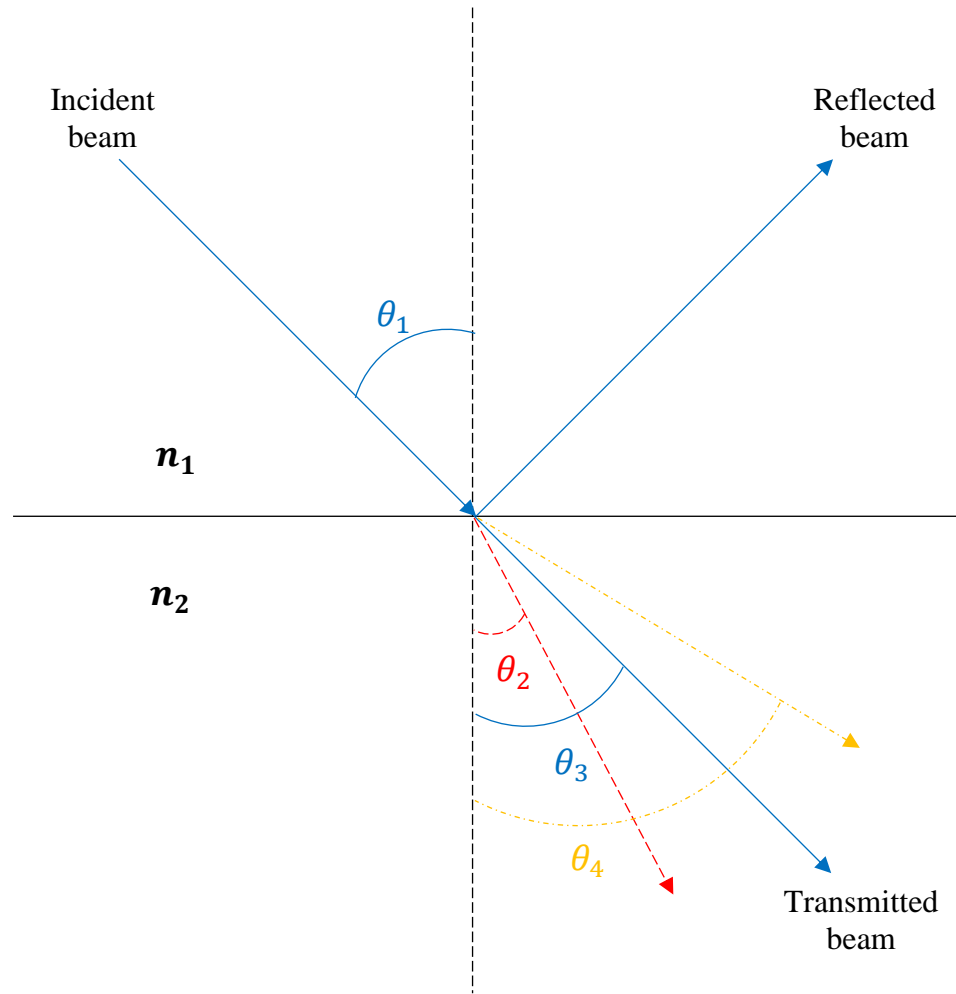 Incident
beam
Reflected
beam
θ₁
n₁
n₂
θ₂
θ₃
θ₄
Transmitted
beam